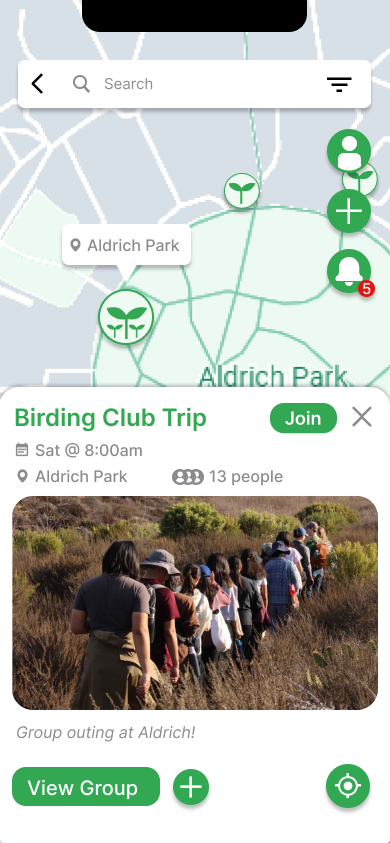 Search
5
Aldrich Park
Aldrich Park
Birding Club Trip
Join
Sat @ 8:00am
Aldrich Park
13 people
Group outing at Aldrich!
View Group